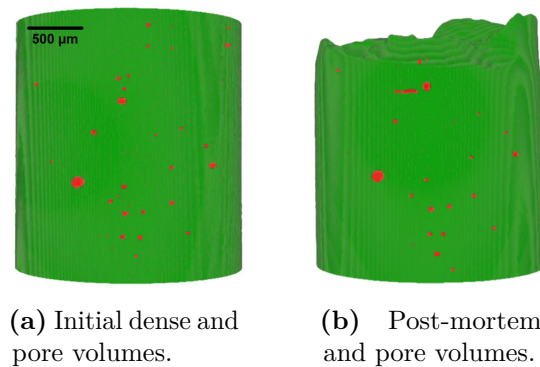 500 µm
(a) Initial dense and
pore volumes.
(b) Post-mortem
and pore volumes.